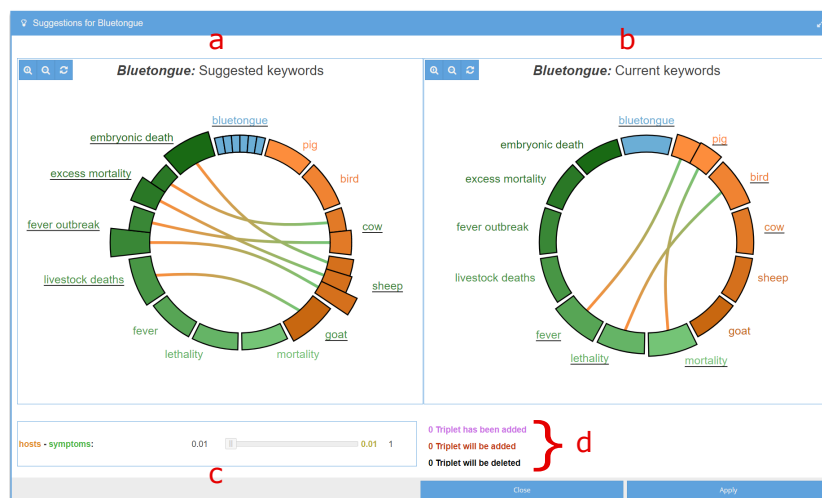 Suggestions for Bluetongue
a
b
Bluetongue: Suggested keywords
bluetongue
pig
bird
cow
sheep
goat
mortality
lethality
fever
livestock deaths
fever outbreak
excess mortality
embryonic death
Bluetongue: Current keywords
bluetongue
pig
bird
cow
sheep
goat
mortality
lethality
fever
livestock deaths
fever outbreak
excess mortality
embryonic death
hosts - symptoms: 0.01 0.01 1
c
0 Triplet has been added
0 Triplet will be added
0 Triplet will be deleted
d
Close
Apply